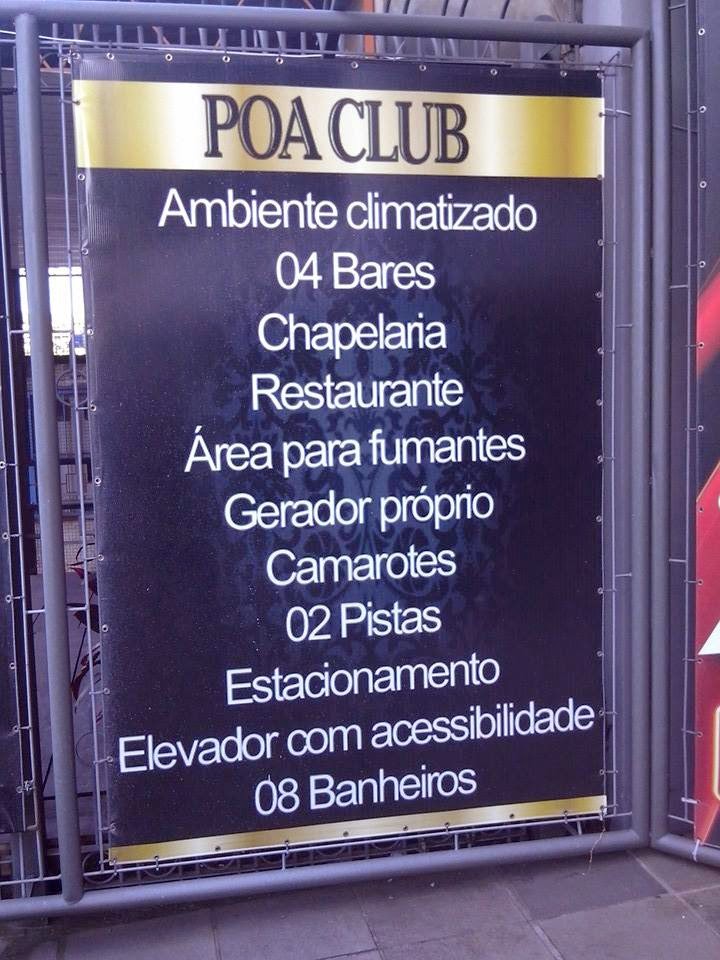 POA CLUB
Ambiente climatizado
04 Bares
Chapelaria
Restaurante
Área para fumantes
Gerador próprio
Camarotes
02 Pistas
Estacionamento
Elevador com acessibilidade
08 Banheiros